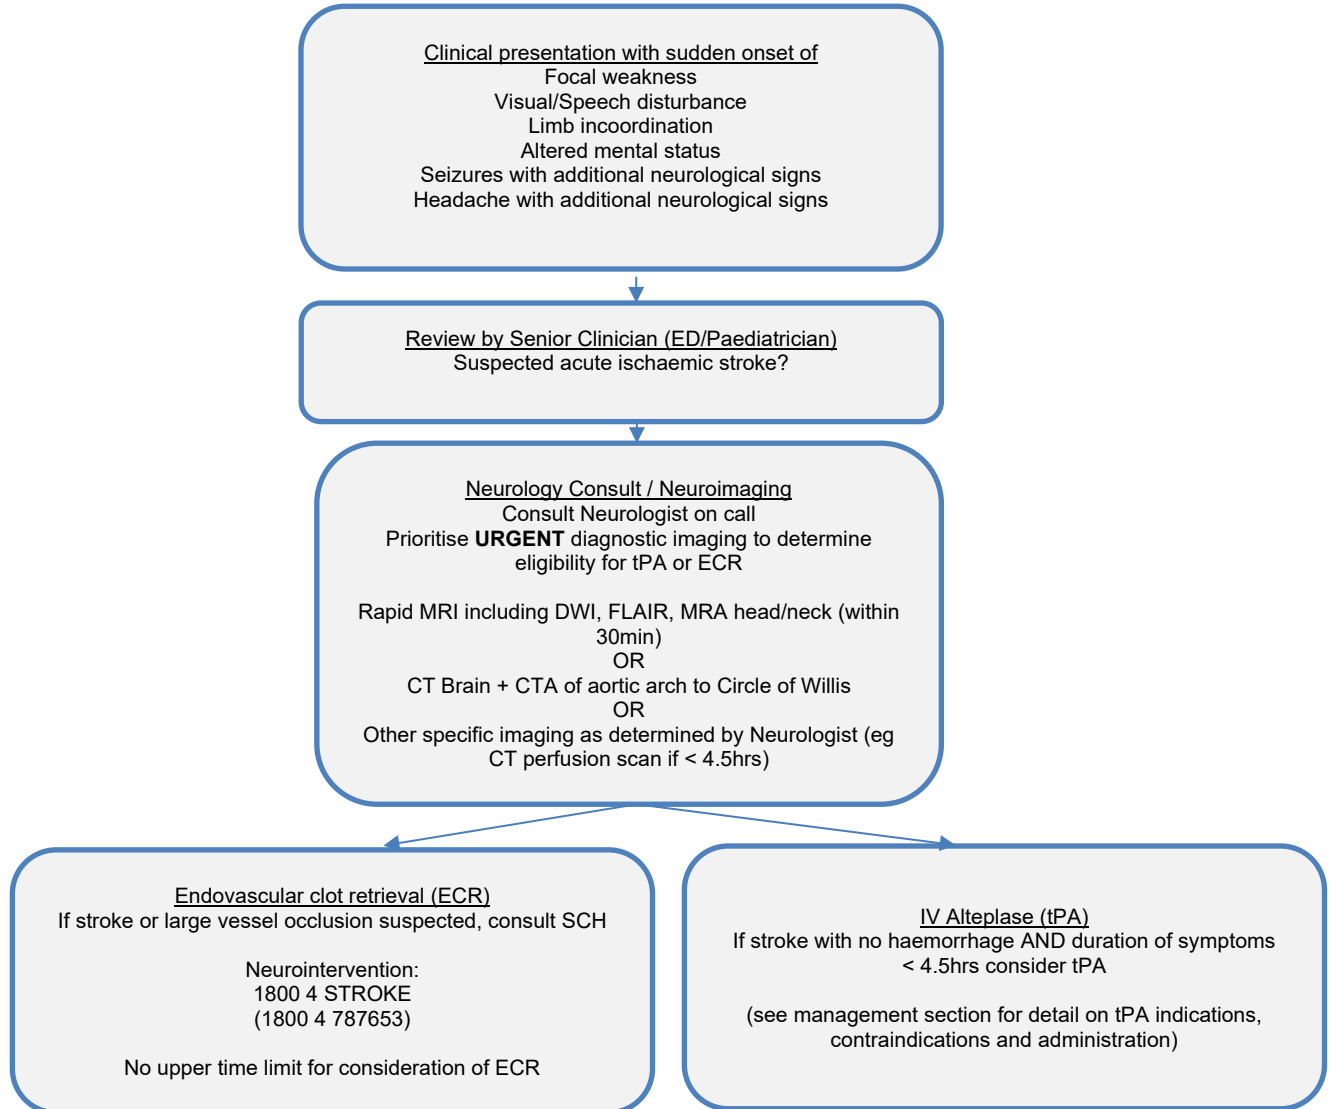 Clinical presentation with sudden onset of
Focal weakness
Visual/Speech disturbance
Limb incoordination
Altered mental status
Seizures with additional neurological signs
Headache with additional neurological signs
Review by Senior Clinician (ED/Paediatrician)
Suspected acute ischaemic stroke?
Neurology Consult / Neuroimaging
Consult Neurologist on call
Prioritise URGENT diagnostic imaging to determine
eligibility for tPA or ECR
Rapid MRI including DWI, FLAIR, MRA head/neck (within
30min)
OR
CT Brain + CTA of aortic arch to Circle of Willis
OR
Other specific imaging as determined by Neurologist (eg
CT perfusion scan if < 4.5hrs)
Endovascular clot retrieval (ECR)
If stroke or large vessel occlusion suspected, consult SCH
Neurointervention:
1800 4 STROKE
(1800 4 787653)
No upper time limit for consideration of ECR
IV Alteplase (tPA)
If stroke with no haemorrhage AND duration of symptoms
< 4.5hrs consider tPA
(see management section for detail on tPA indications,
contraindications and administration)